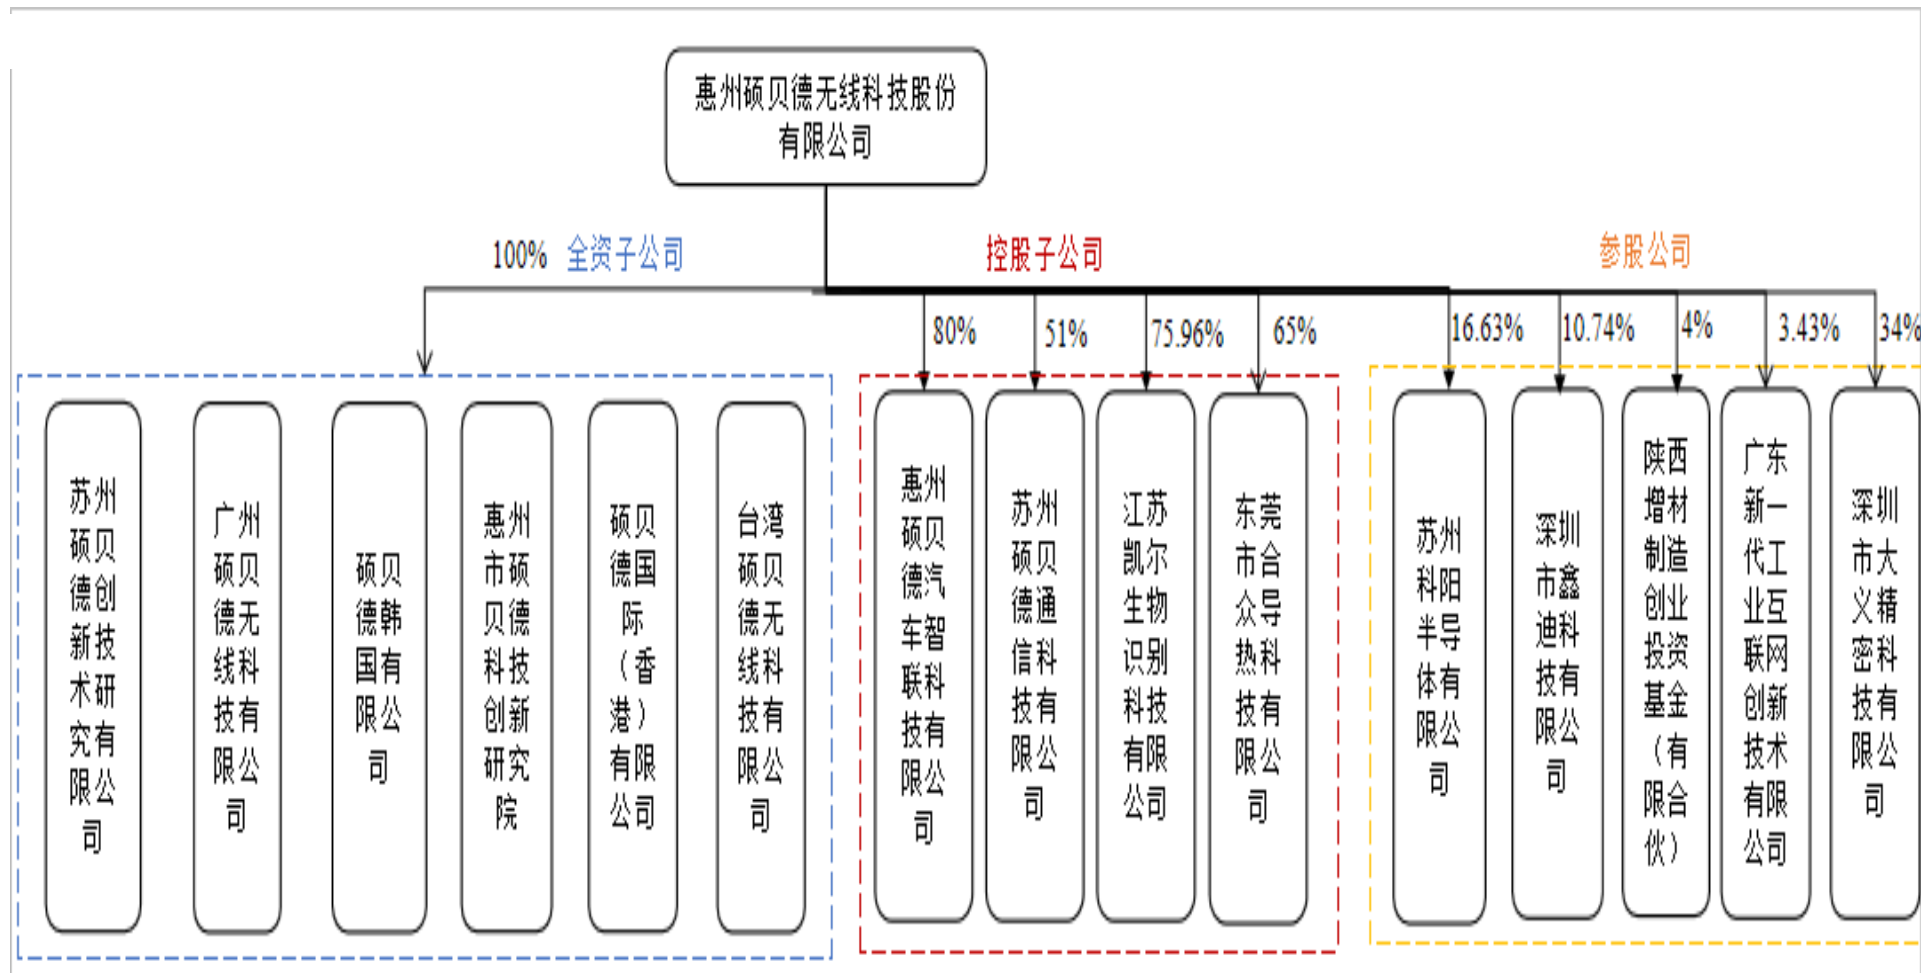 惠州硕贝德无线科技股份
有限公司
100%
全资子公司
控股子公司
参股公司
80%
51%
75.96%
65%
16.63%
10.74%
4%
3.43%
34%
苏州
硕贝
德创
新技
术研
究有
限公
司
广州
硕贝
德无
线科
技有
限公
司
硕贝
德韩
国有
限公
司
惠州
市硕
贝德
科技
创新
研究
院
硕贝
德国
际
（香
港）
有限
公司
台湾
硕贝
德无
线科
技有
限公
司
惠州
硕贝
德汽
车智
联科
技有
限公
司
苏州
硕贝
德通
信科
技有
限公
司
江苏
凯尔
生物
识别
科技
有限
公司
东莞
市合
众导
热科
技有
限公
司
苏州
科阳
半导
体有
限公
司
深圳
市鑫
迪科
技有
限公
司
陕西
增材
制造
创业
投资
基金
（有
限合
伙）
广东
新一
代工
业互
联网
创新
技术
有限
公司
深圳
市大
义精
密科
技有
限公
司